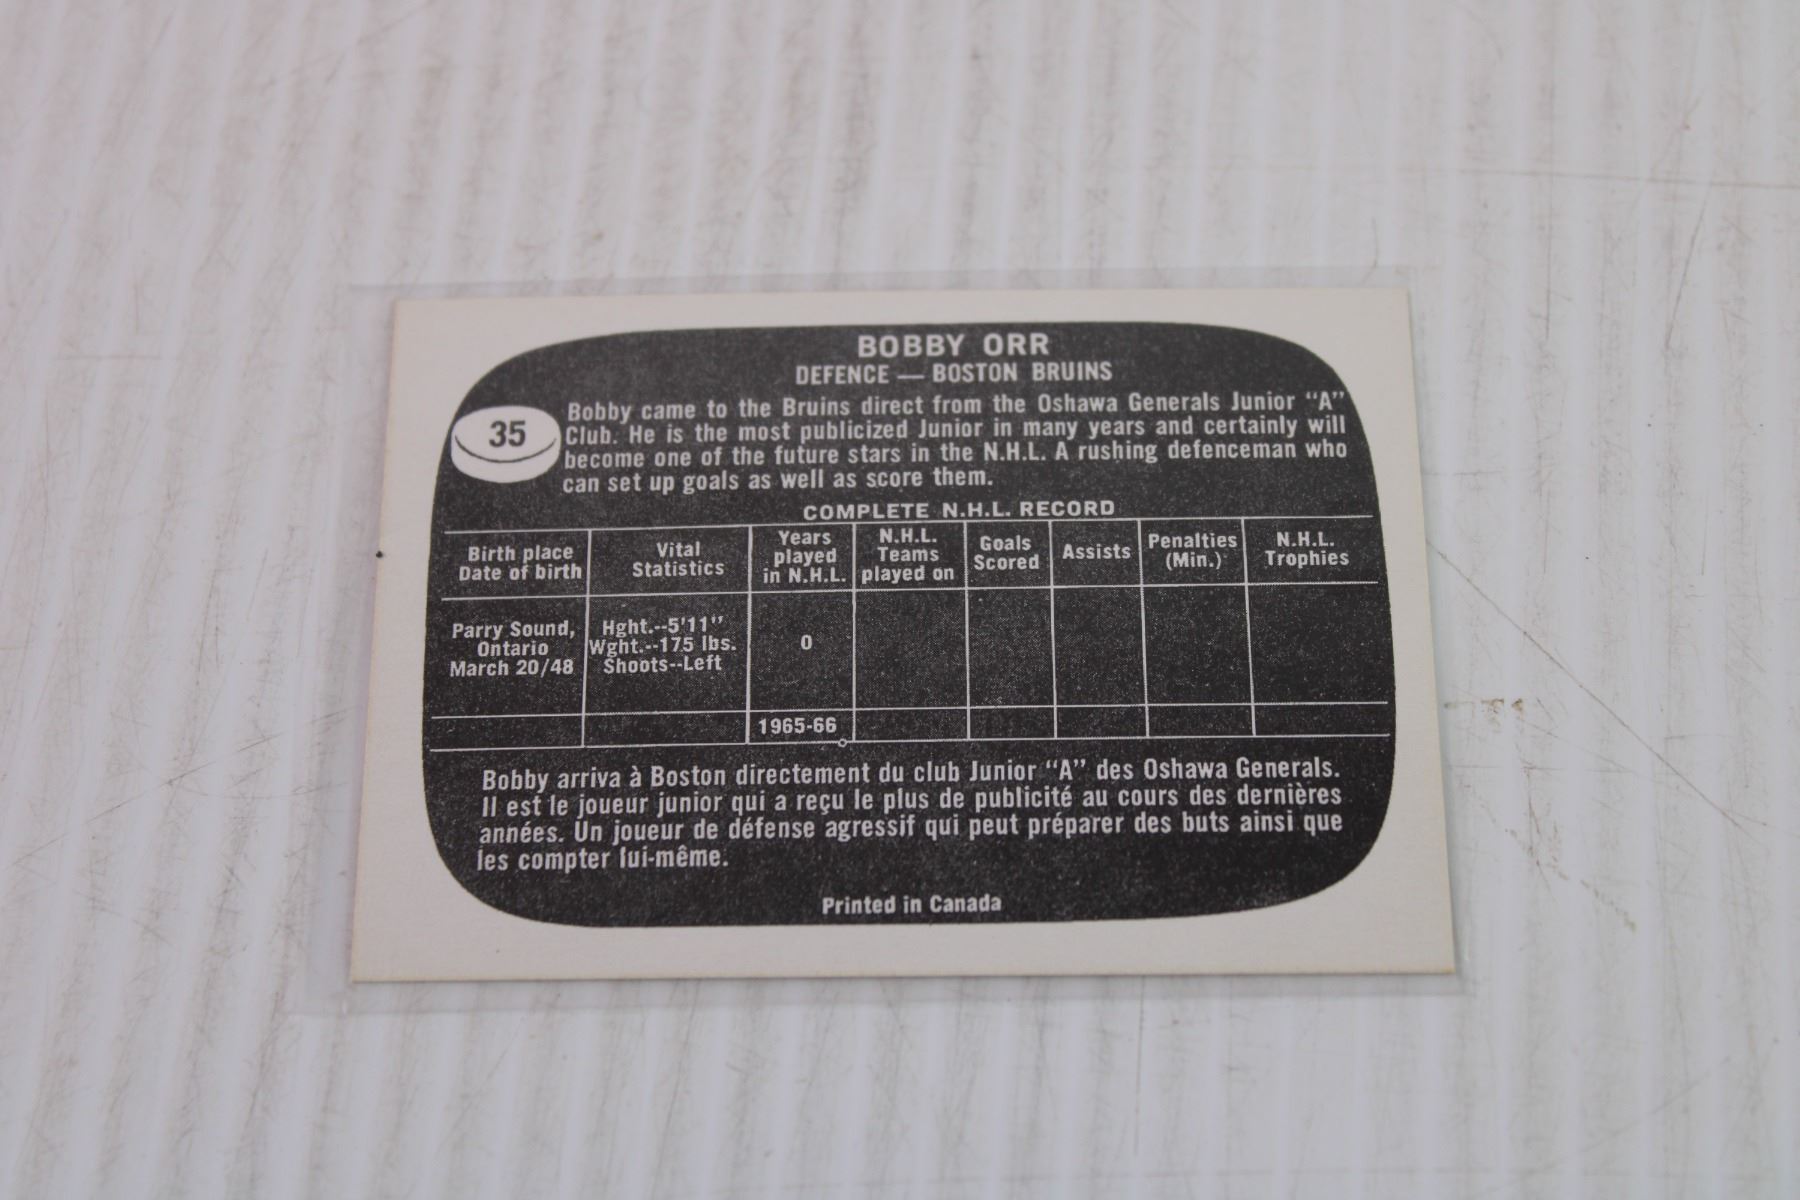 BOBBY ORR
DEFENCE — BOSTON BRUINS
35
Bobby came to the Bruins direct from the Oshawa Generals Junior “A”
Club. He is the most publicized Junior in many years and certainly will
become one of the future stars in the N.H.L. A rushing defenceman who
can set up goals as well as score them.
COMPLETE N.H.L. RECORD
Birth place
Date of birth
Vital
Statistics
Years
played
in N.H.L.
N.H.L.
Teams
played on
Goals
Scored
Assists
Penalties
(Min.)
N.H.L.
Trophies
Parry Sound,
Ontario
March 20/48
Hght.--5'11”
Wght.--175 lbs.
Shoots--Left
0
1965-66
Bobby arriva à Boston directement du club Junior “A” des Oshawa Generals.
Il est le joueur junior qui a reçu le plus de publicité au cours des dernières
années. Un joueur de défense agressif qui peut préparer des buts ainsi que
les compter lui-même.
Printed in Canada